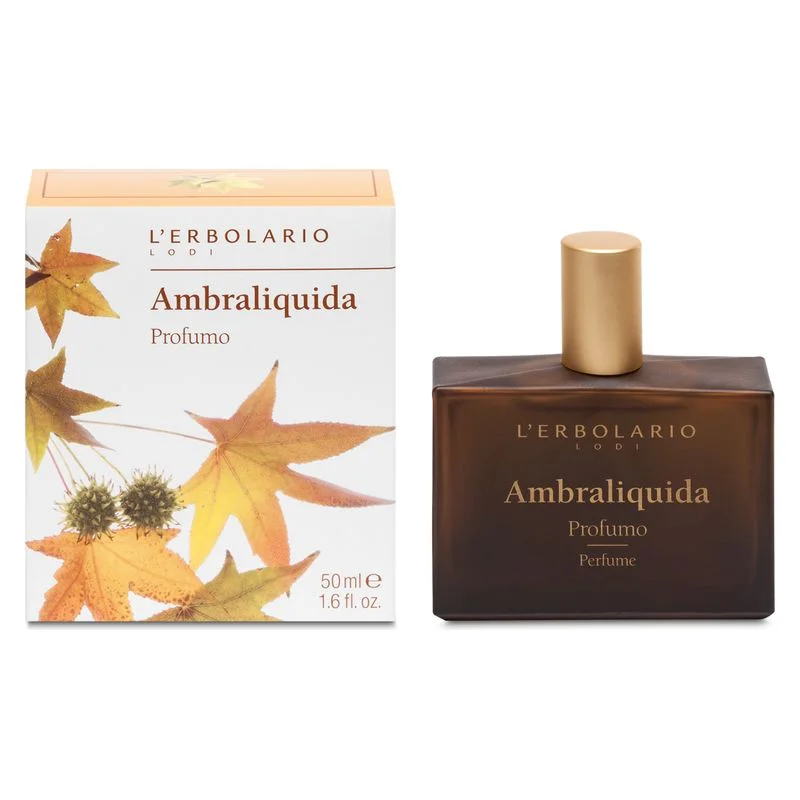 L'ERBOLARIO
LODI
Ambraliquida
Profumo
50 ml e
1.6 fl. oz.
L'ERBOLARIO
LODI
Ambraliquida
Profumo
Perfume